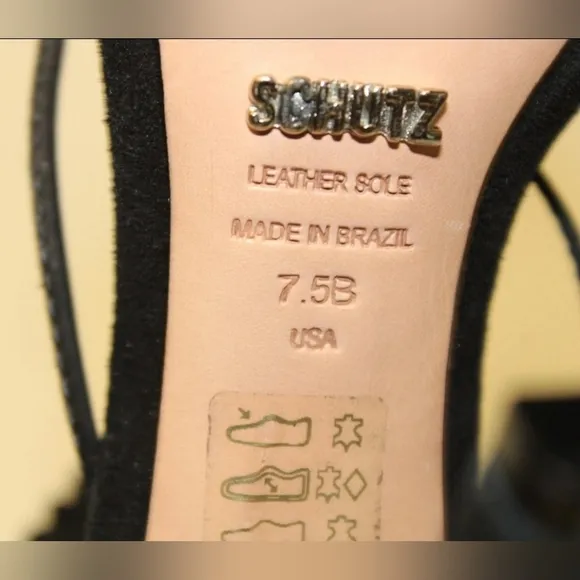 SCHUTZ
LEATHER SOLE
MADE IN BRAZIL
7.5B
USA